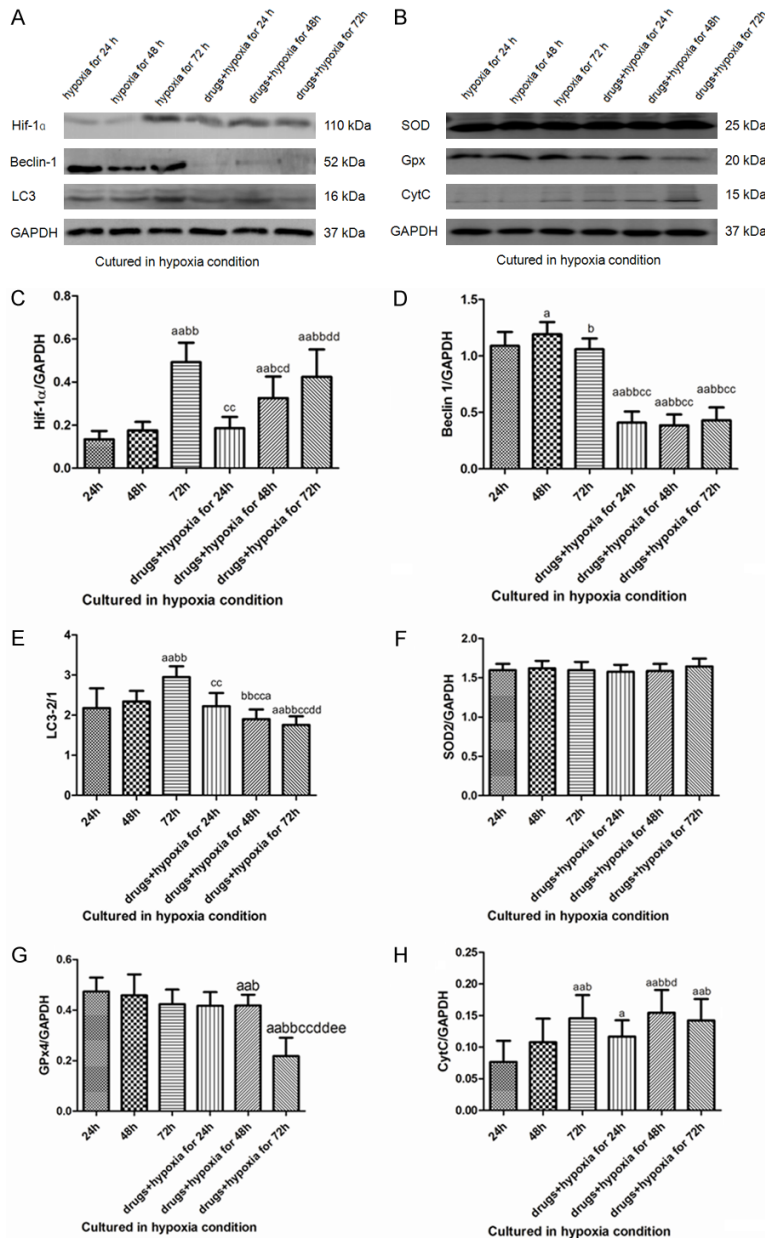 A
hypoxia for 24 h
hypoxia for 48 h
hypoxia for 72 h
drugs+hypoxia for 24 h
drugs+hypoxia for 48h
drugs+hypoxia for 72h
Hif-1α 110 kDa
Beclin-1 52 kDa
LC3 16 kDa
GAPDH 37 kDa
Cutured in hypoxia condition
B
hypoxia for 24 h
hypoxia for 48 h
hypoxia for 72 h
drugs+hypoxia for 24 h
drugs+hypoxia for 48h
drugs+hypoxia for 72h
SOD 25 kDa
Gpx 20 kDa
CytC 15 kDa
GAPDH 37 kDa
Cutured in hypoxia condition
C
Hif-1α/GAPDH
0.8
0.6
0.4
0.2
0.0
aabb
cc
aabcd
aabbdd
24h
48h
72h
drugs+hypoxia for 24h
drugs+hypoxia for 48h
drugs+hypoxia for 72h
Cultured in hypoxia condition
D
Beclin 1/GAPDH
1.5
1.0
0.5
0.0
a
b
aabbcc
aabbcc
aabbcc
24h
48h
72h
drugs+hypoxia for 24h
drugs+hypoxia for 48h
drugs+hypoxia for 72h
Cultured in hypoxia condition
E
LC3-2/1
4
3
2
1
0
aabb
cc
bbcca
aabbccdd
24h
48h
72h
drugs+hypoxia for 24h
drugs+hypoxia for 48h
drugs+hypoxia for 72h
Cultured in hypoxia condition
F
SOD2/GAPDH
2.0
1.5
1.0
0.5
0.0
24h
48h
72h
drugs+hypoxia for 24h
drugs+hypoxia for 48h
drugs+hypoxia for 72h
Cultured in hypoxia condition
G
GPx4/GAPDH
0.6
0.4
0.2
0.0
aab
aabbccddee
24h
48h
72h
drugs+hypoxia for 24h
drugs+hypoxia for 48h
drugs+hypoxia for 72h
Cultured in hypoxia condition
H
CytC/GAPDH
0.25
0.20
0.15
0.10
0.05
0.00
aab
a
aabbd
aab
24h
48h
72h
drugs+hypoxia for 24h
drugs+hypoxia for 48h
drugs+hypoxia for 72h
Cultured in hypoxia condition